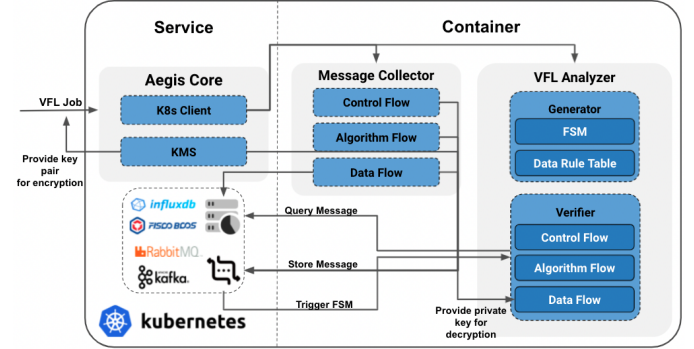 Service
Container
Aegis Core
Message Collector
VFL Analyzer
VFL Job
K8s Client
KMS
Provide key
pair
for encryption
Control Flow
Algorithm Flow
Data Flow
Generator
FSM
Data Rule Table
influxdb
FISCO BCOS
RabbitMQ
kafka
Query Message
Store Message
Trigger FSM
Verifier
Control Flow
Algorithm Flow
Data Flow
Provide private
key for
decryption
kubernetes